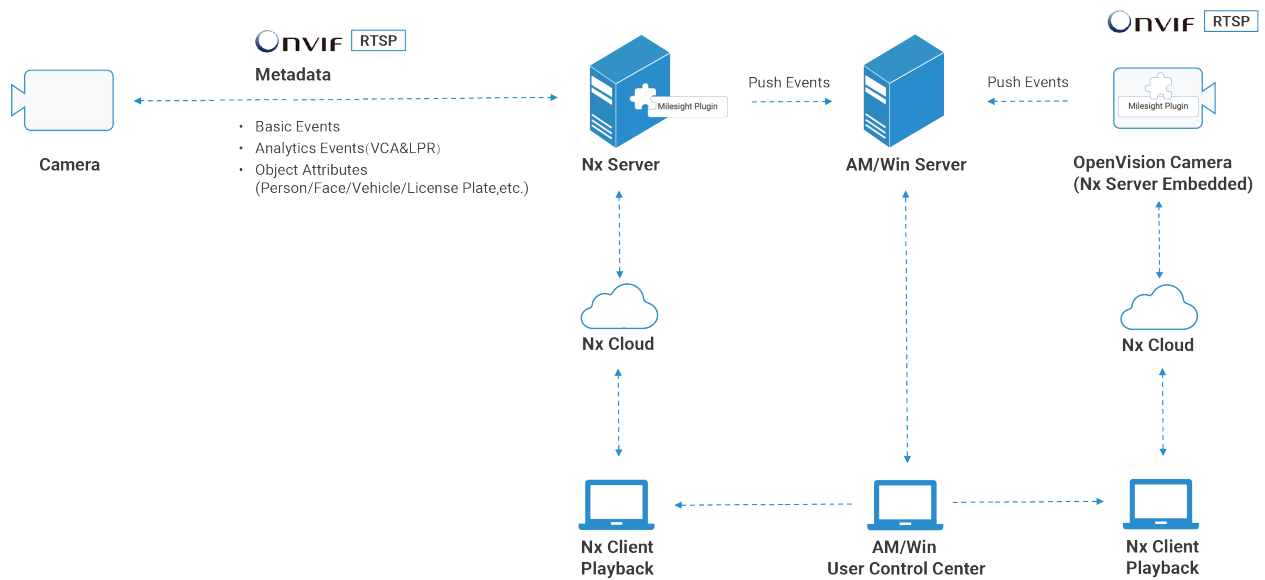 ONVIF RTSP
Metadata
• Basic Events
• Analytics Events(VCA&LPR)
• Object Attributes
(Person/Face/Vehicle/License Plate,etc.)
Camera
Milesight Plugin
Nx Server
Push Events
AM/Win Server
Push Events
ONVIF RTSP
Milesight Plugin
OpenVision Camera
(Nx Server Embedded)
Nx Cloud
Nx Cloud
Nx Client
Playback
AM/Win
User Control Center
Nx Client
Playback